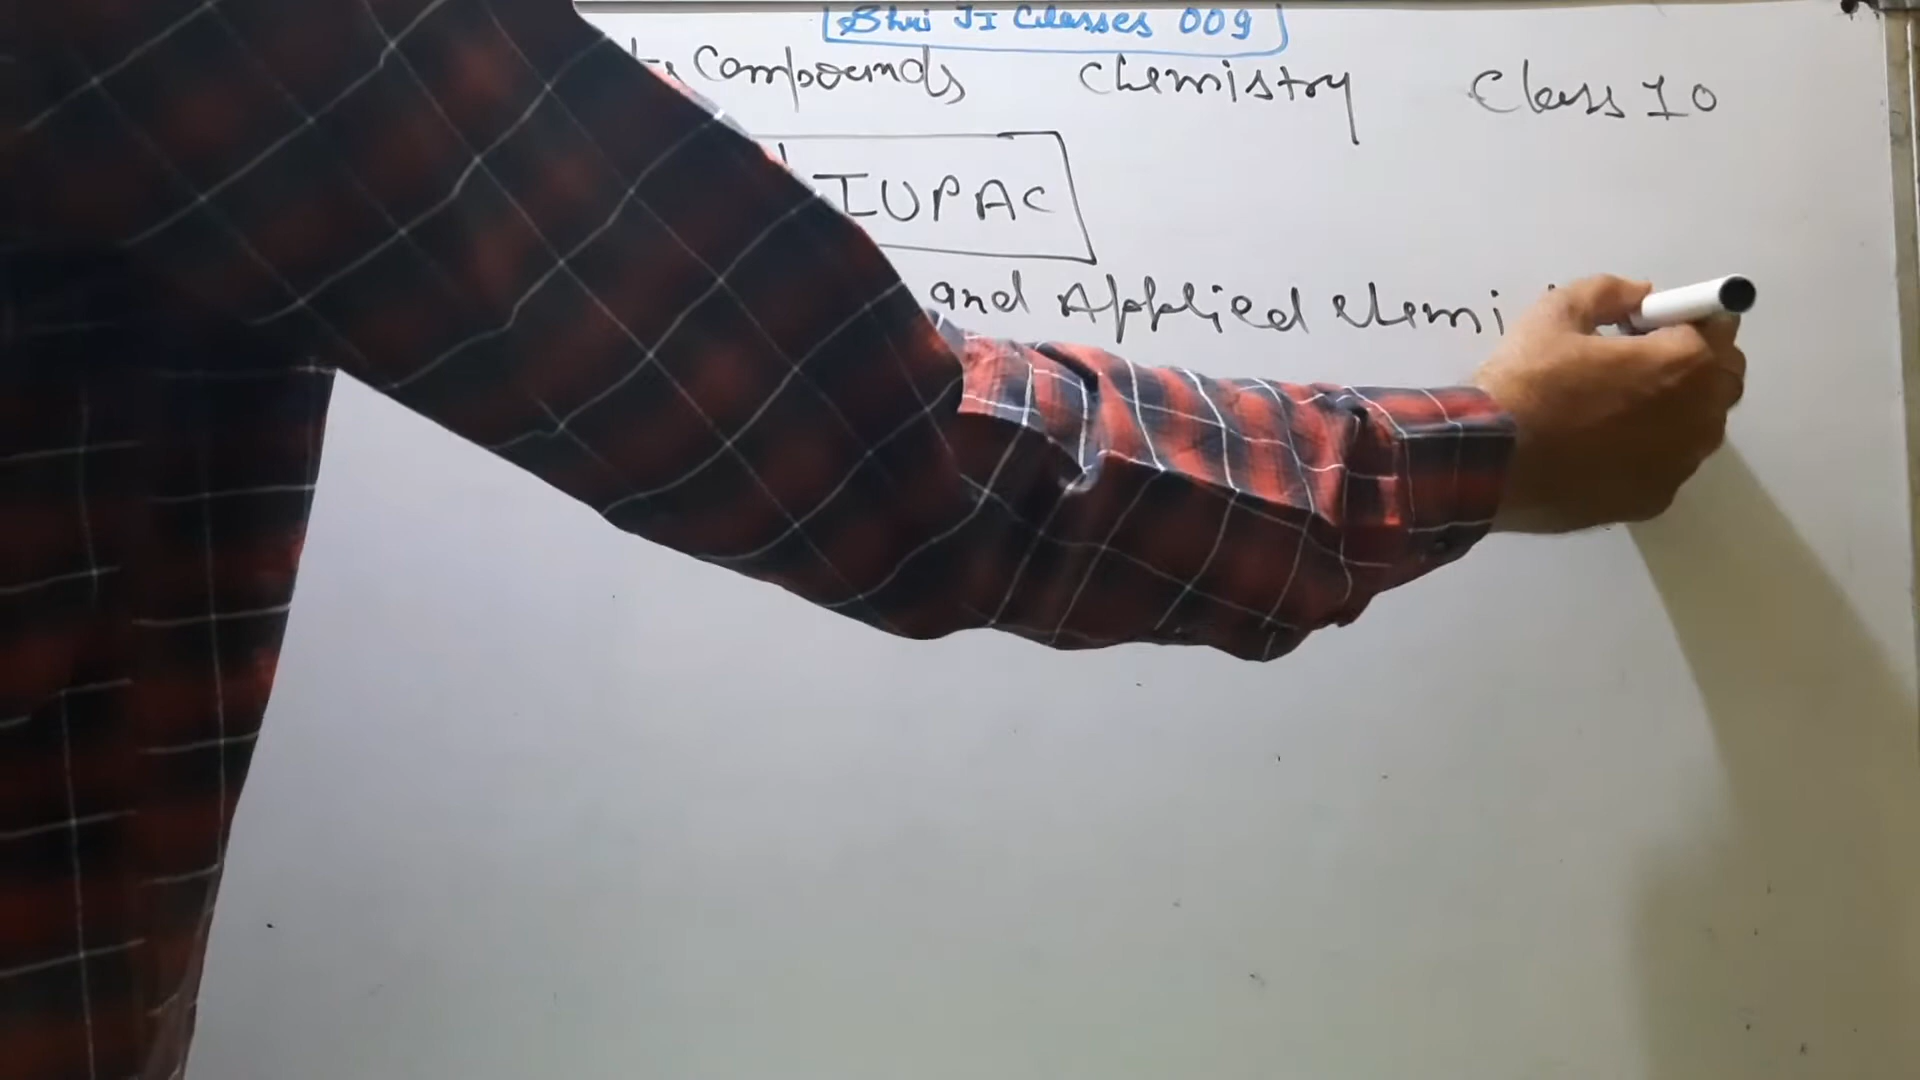 Shri JI Classes 009
Compounds Chemistry Class 10
IUPAC
and Applied chemi